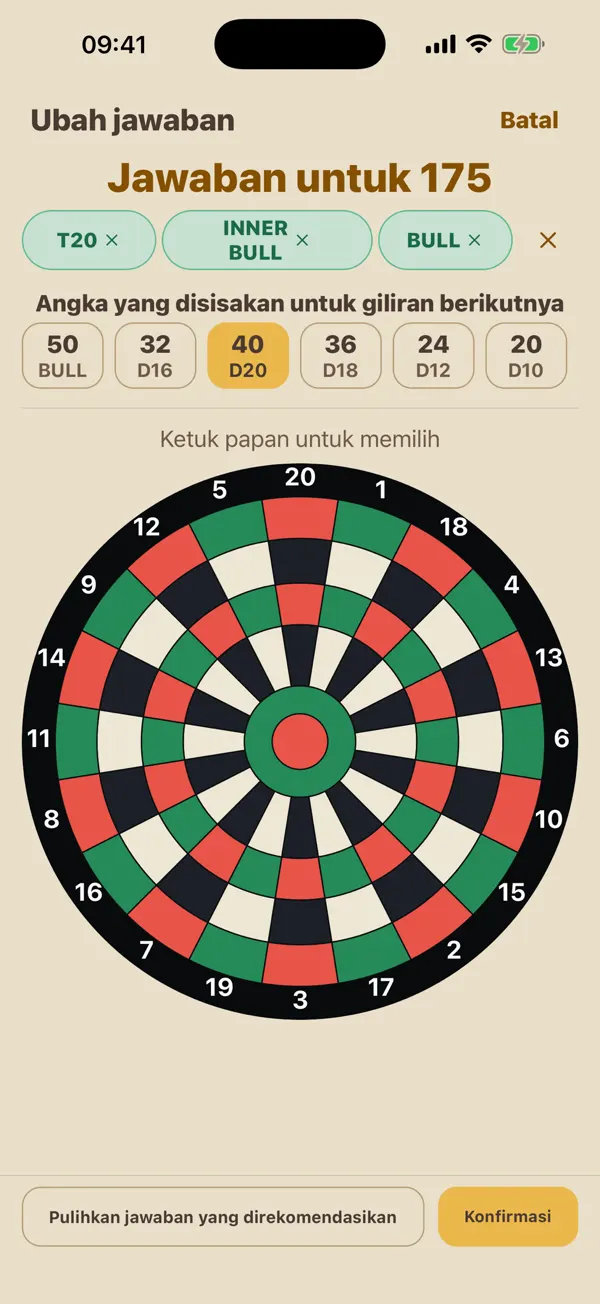 09:41
Ubah jawaban
Batal
Jawaban untuk 175
T20 ×
INNER
BULL ×
BULL ×
×
Angka yang disisakan untuk giliran berikutnya
50 32 40 36 24 20
BULL D16 D20 D18 D12 D10
Ketuk papan untuk memilih
20
5 1
12 18
9 4
14 13
11 6
8 10
16 15
7 2
19 17
3
Pulihkan jawaban yang direkomendasikan
Konfirmasi